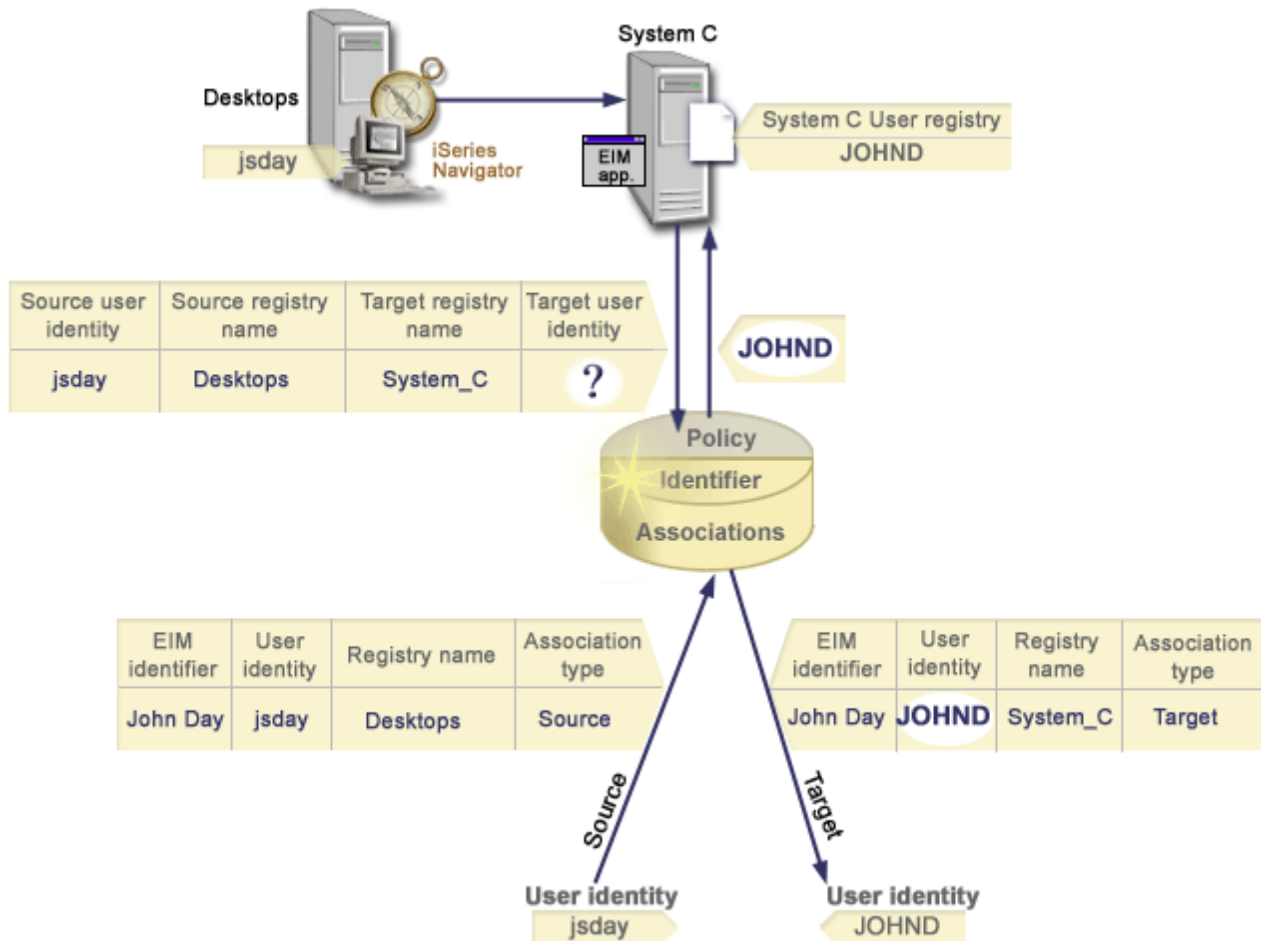 System C
Desktops
jsday
iSeries
Navigator
EIM
app.
System C User registry
JOHND
Source user
identity
Source registry
name
Target registry
name
Target user
identity
jsday
Desktops
System_C
?
JOHND
Policy
Identifier
Associations
EIM
identifier
User
identity
Registry name
Association
type
John Day
jsday
Desktops
Source
EIM
identifier
User
identity
Registry
name
Association
type
John Day
JOHND
System_C
Target
Source
Target
User identity
jsday
User identity
JOHND